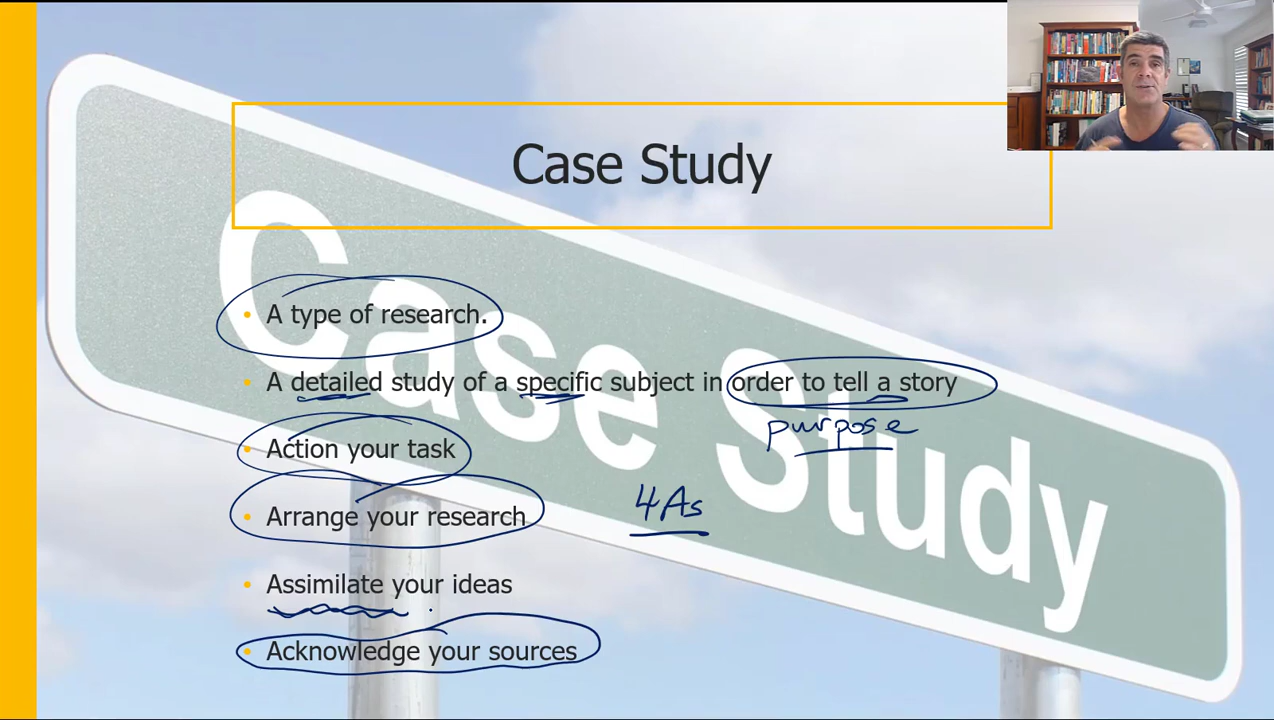 Case Study
Case Study
A type of research.
A detailed study of a specific subject in order to tell a story
purpose
Action your task
4As
Arrange your research
Assimilate your ideas
Acknowledge your sources